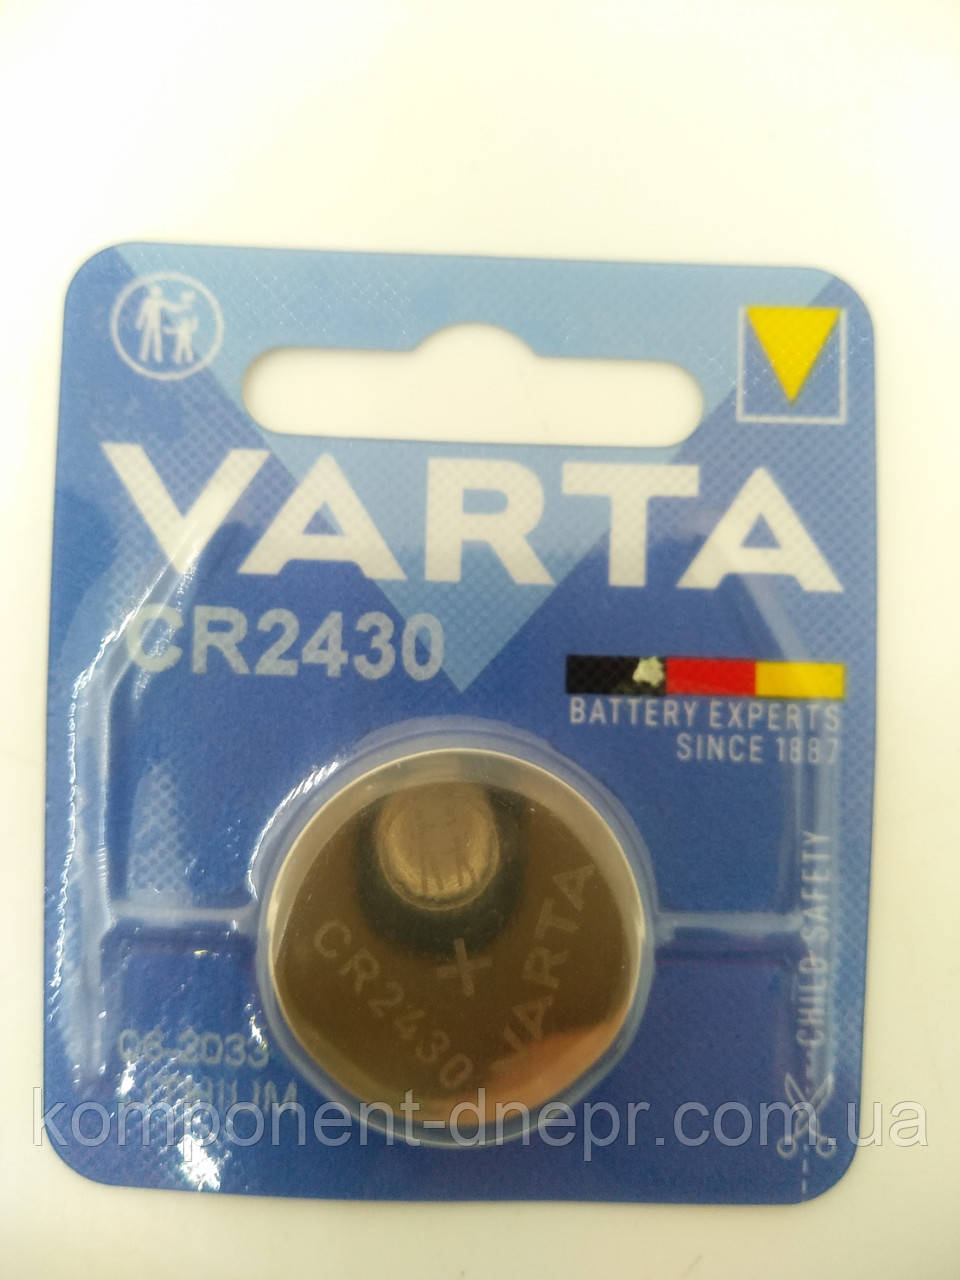 VARTA
CR2430
BATTERY EXPERTS
SINCE 1887
CHILD SAFETY
+
CR2430
VARTA
06-2033
LITHIUM
komponent-dnepr.com.ua